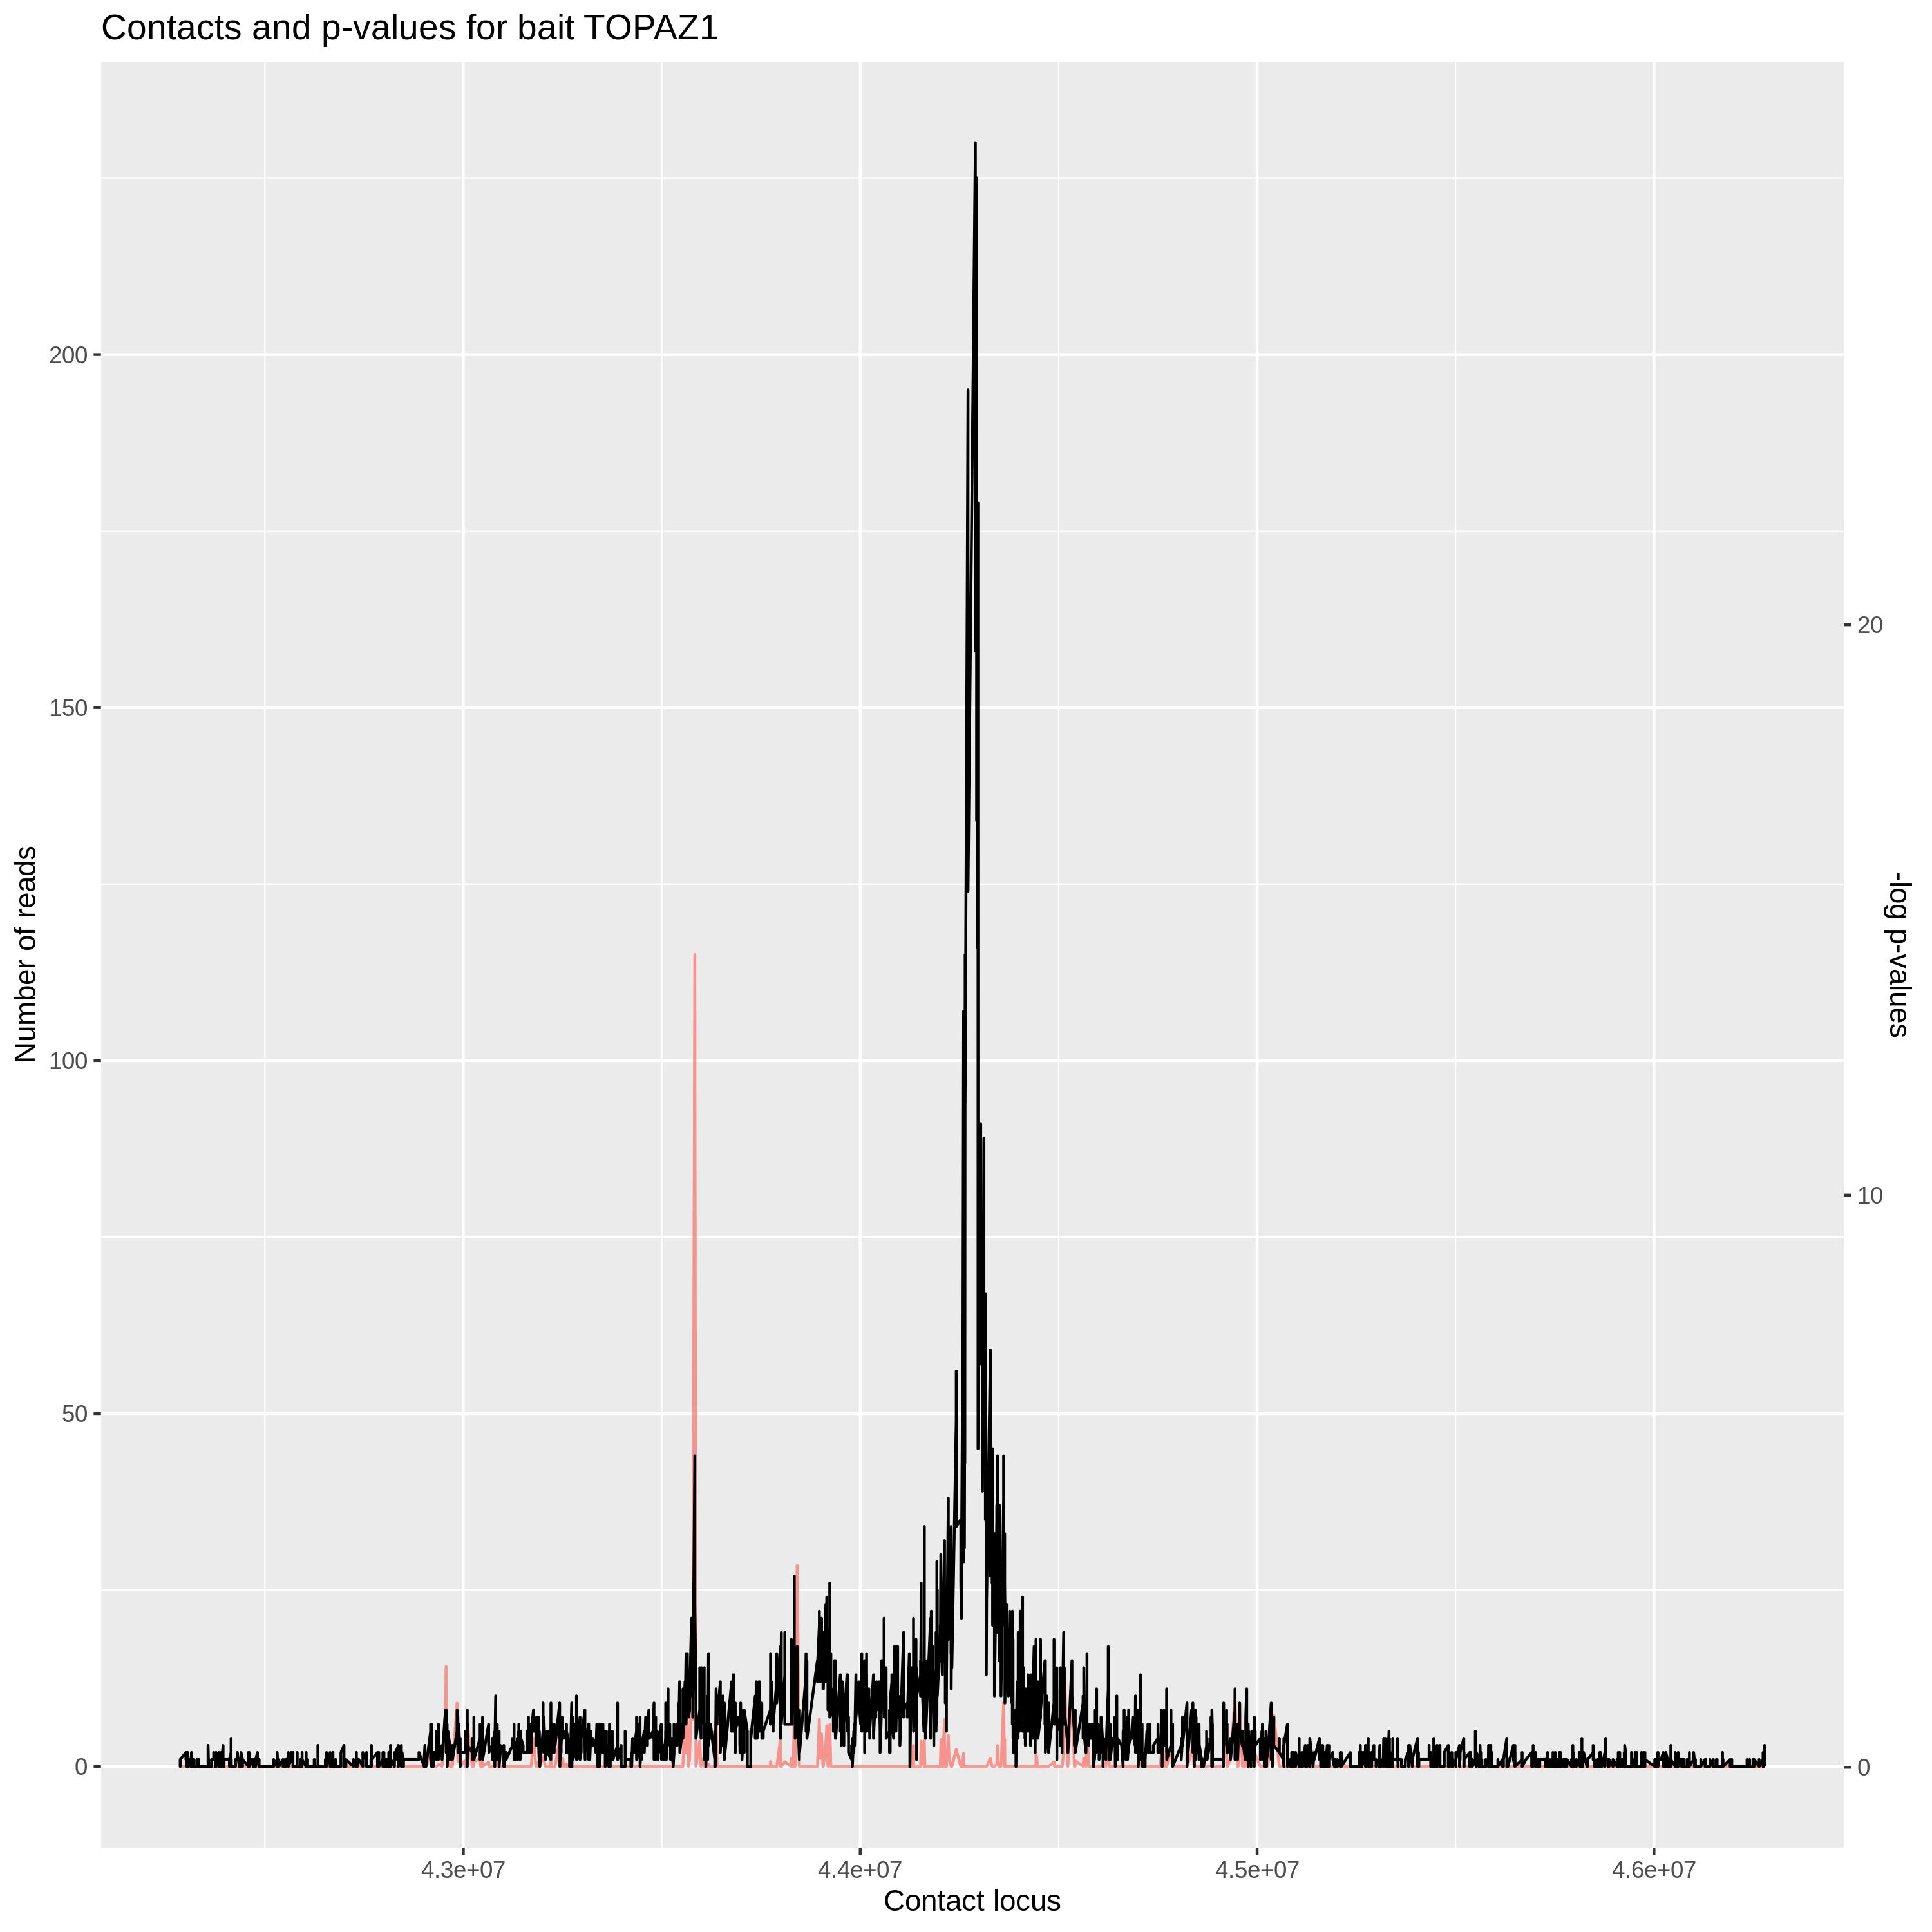 Contacts and p-values for bait TOPAZ1
Number of reads
200
150
100
50
0
20
10
0
-log p-values
4.3e+07
4.4e+07
4.5e+07
4.6e+07
Contact locus